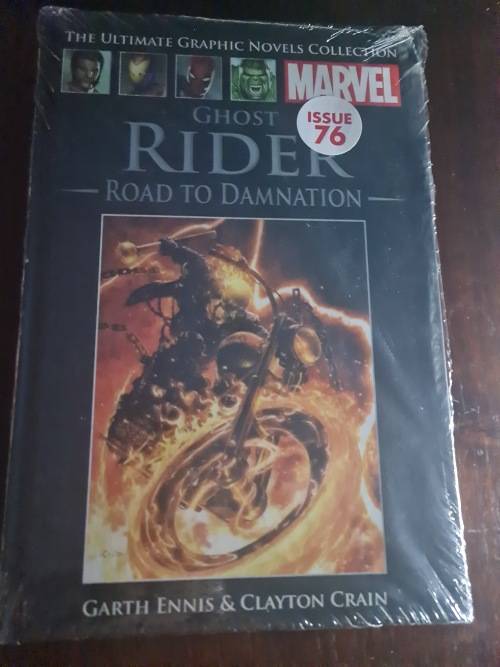 THE ULTIMATE GRAPHIC NOVELS COLLECTION
MARVEL
ISSUE
76
GHOST
RIDER
ROAD TO DAMNATION
GARTH ENNIS & CLAYTON CRAIN